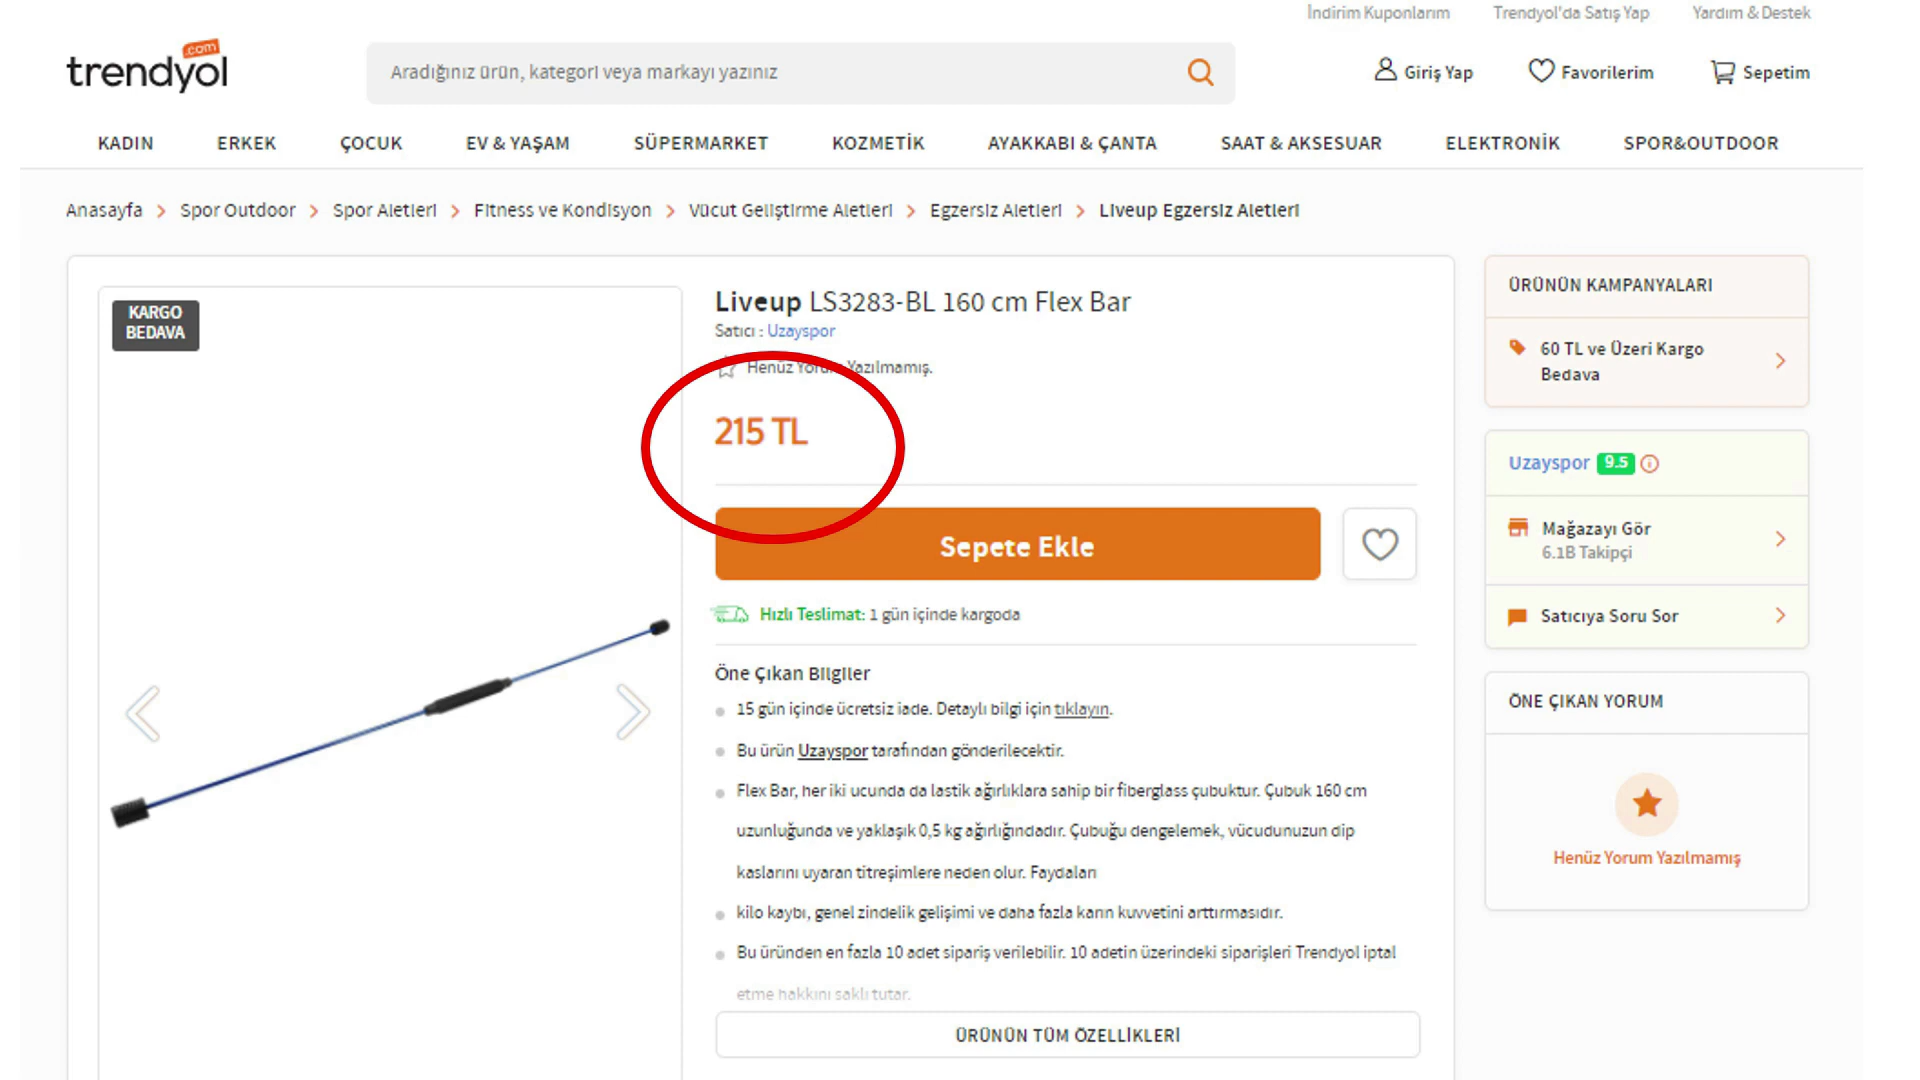 İndirim Kuponlarım Trendyol'da Satış Yap Yardım & Destek
trendyol .com
Aradığınız ürün, kategori veya markayı yazınız
Giriş Yap Favorilerim Sepetim
KADIN ERKEK ÇOCUK EV & YAŞAM SÜPERMARKET KOZMETİK AYAKKABI & ÇANTA SAAT & AKSESUAR ELEKTRONİK SPOR&OUTDOOR
Anasayfa > Spor Outdoor > Spor Aletleri > Fitness ve Kondisyon > Vücut Geliştirme Aletleri > Egzersiz Aletleri > Liveup Egzersiz Aletleri
KARGO
BEDAVA
Liveup LS3283-BL 160 cm Flex Bar
Satıcı : Uzayspor
Henüz Yorum Yazılmamış.
215 TL
Sepete Ekle
Hızlı Teslimat: 1 gün içinde kargoda
Öne Çıkan Bilgiler
15 gün içinde ücretsiz iade. Detaylı bilgi için tıklayın.
Bu ürün Uzayspor tarafından gönderilecektir.
Flex Bar, her iki ucunda da lastik ağırlıklara sahip bir fiberglass çubuktur. Çubuk 160 cm
uzunluğunda ve yaklaşık 0,5 kg ağırlığındadır. Çubuğu dengelemek, vücudunuzun dip
kaslarını uyaran titreşimlere neden olur. Faydaları
kilo kaybı, genel zindelik gelişimi ve daha fazla karın kuvvetini arttırmasıdır.
Bu üründen en fazla 10 adet sipariş verilebilir. 10 adetin üzerindeki siparişleri Trendyol iptal
etme hakkını saklı tutar.
ÜRÜNÜN TÜM ÖZELLİKLERİ
ÜRÜNÜN KAMPANYALARI
60 TL ve Üzeri Kargo
Bedava
Uzayspor 9.5
Mağazayı Gör
6.1B Takipçi
Satıcıya Soru Sor
ÖNE ÇIKAN YORUM
Henüz Yorum Yazılmamış